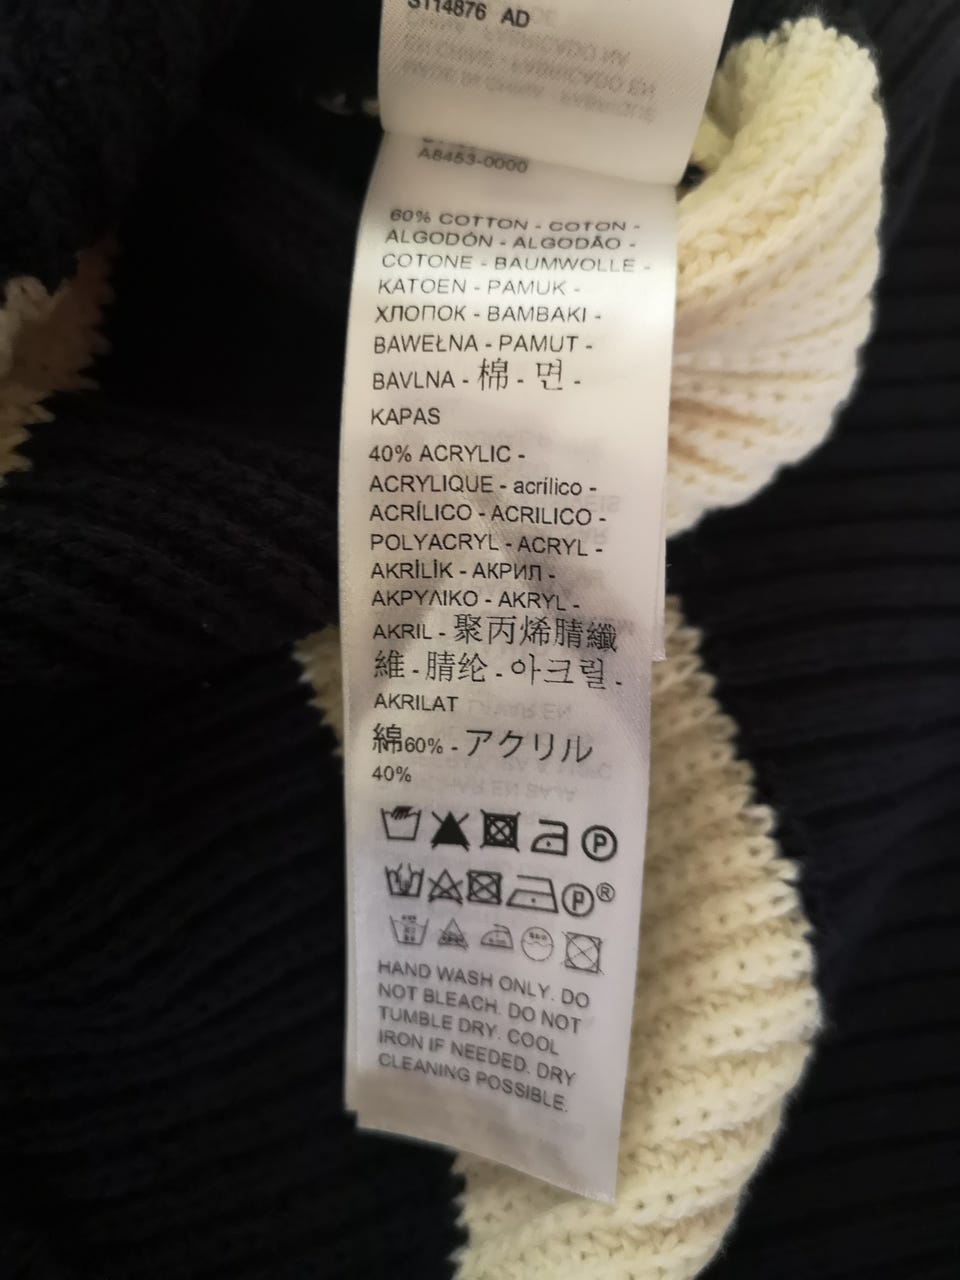 S114876 AD
A8453-0000
60% COTTON - COTON -
ALGODÓN - ALGODÃO -
COTONE - BAUMWOLLE -
KATOEN - PAMUK -
ХЛОПОК - BAMBAKI -
BAWEŁNA - PAMUT -
BAVLNA - 棉 - 면 -
KAPAS
40% ACRYLIC -
ACRYLIQUE - acrílico -
ACRÍLICO - ACRILICO -
POLYACRYL - ACRYL -
AKRİLİK - АКРИЛ -
ΑΚΡΥΛΙΚΟ - AKRYL -
AKRIL - 聚丙烯腈纖
維 - 腈纶 - 아크릴 -
AKRILAT
綿60% - アクリル
40%
P
P ®
HAND WASH ONLY. DO
NOT BLEACH. DO NOT
TUMBLE DRY. COOL
IRON IF NEEDED. DRY
CLEANING POSSIBLE.